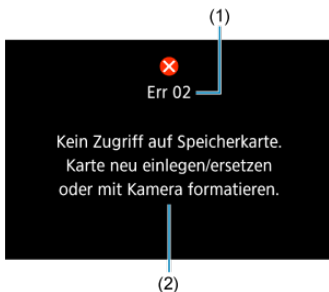 (1)
Err 02
Kein Zugriff auf Speicherkarte.
Karte neu einlegen/ersetzen
oder mit Kamera formatieren.
(2)